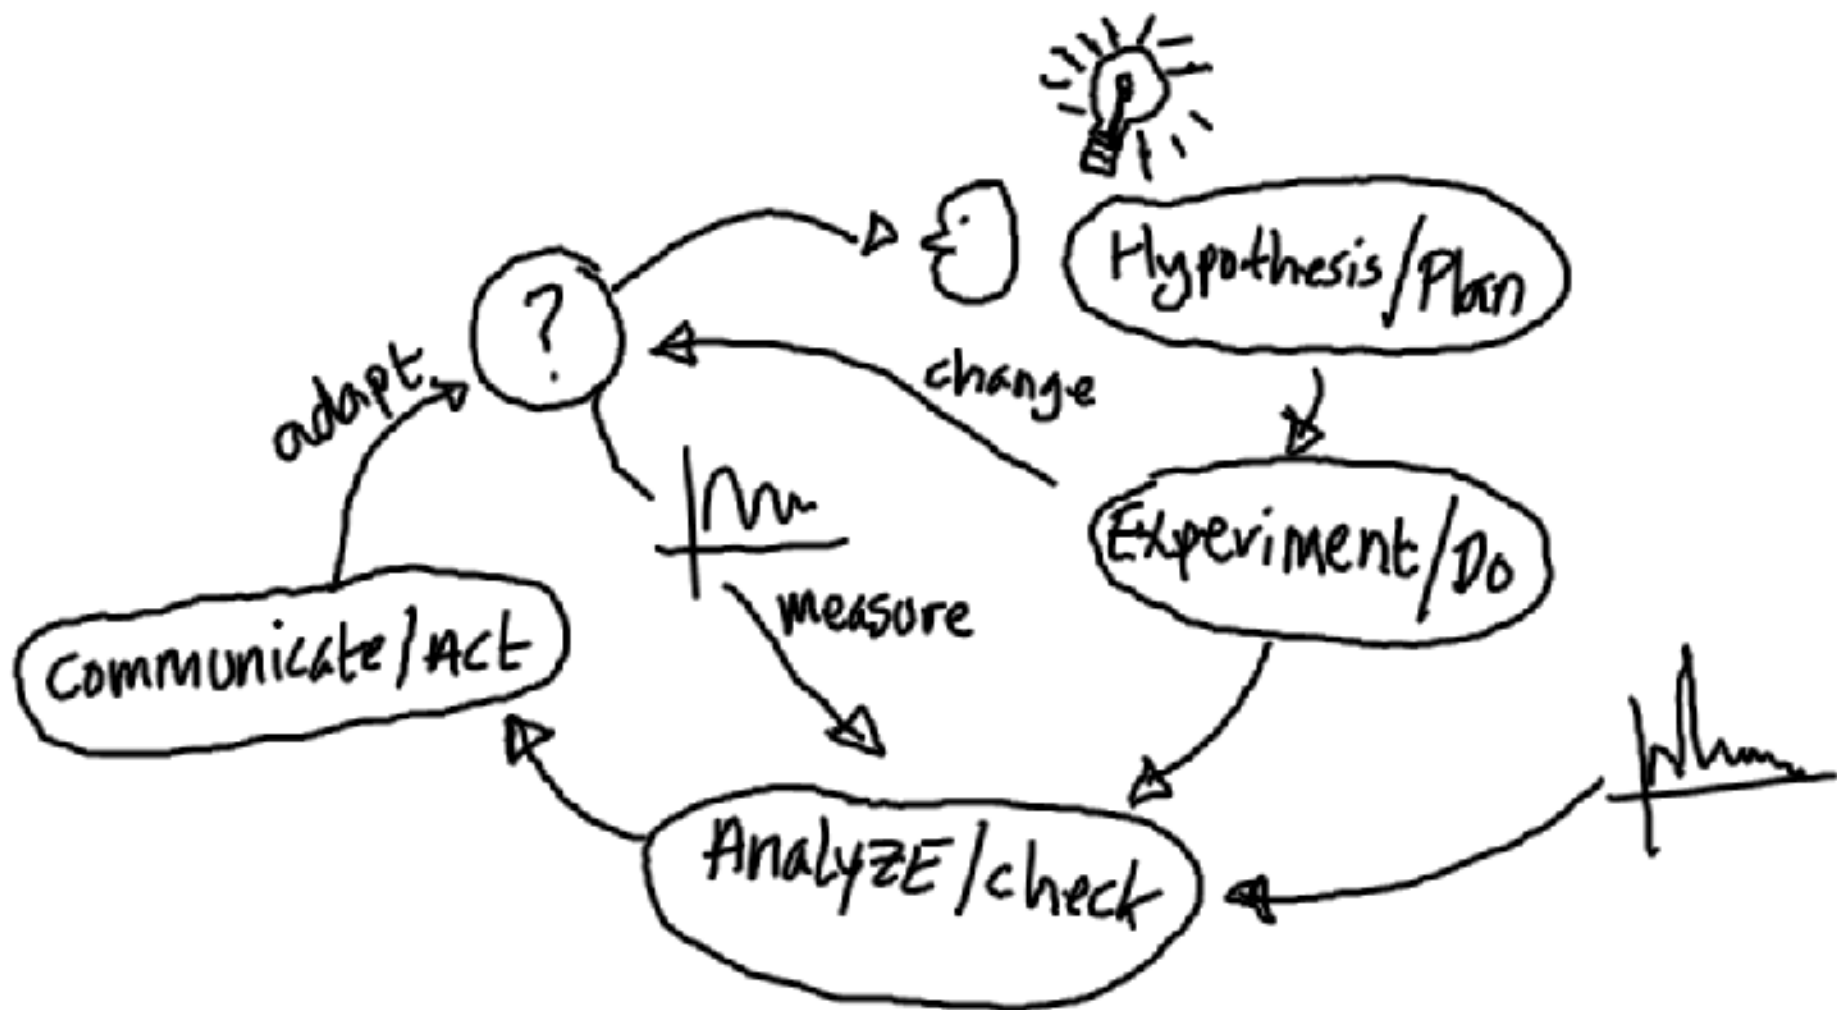 Hypothesis/Plan
?
change
adapt
Experiment/Do
measure
Communicate/Act
AnalyzE/check